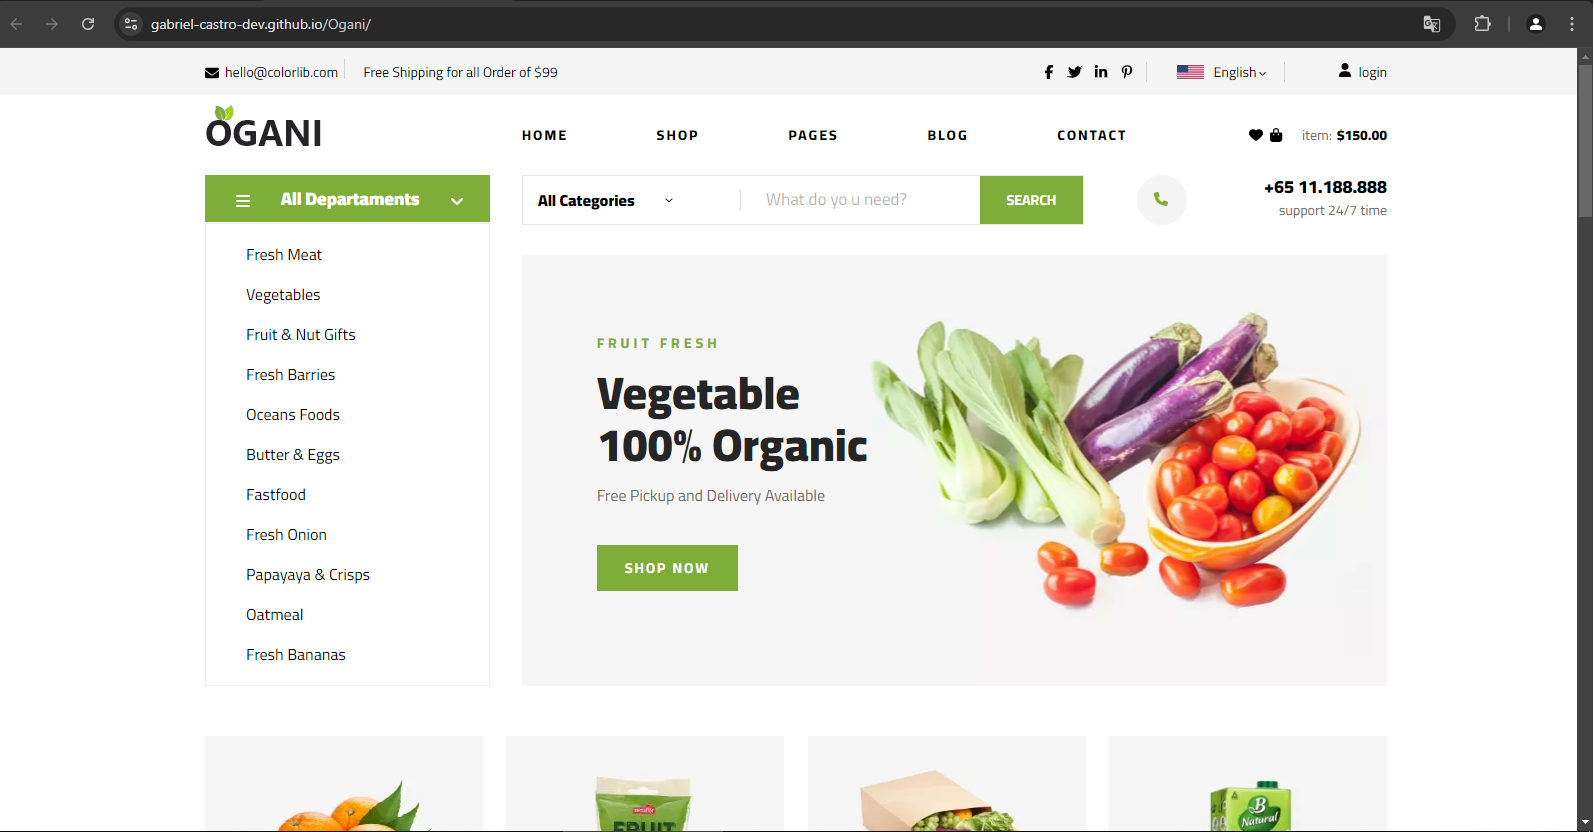 gabriel-castro-dev.github.io/Ogani/
hello@colorlib.com
Free Shipping for all Order of $99
English
login
OGANI
HOME
SHOP
PAGES
BLOG
CONTACT
item: $150.00
All Departaments
All Categories
What do yo u need?
SEARCH
+65 11.188.888
support 24/7 time
Fresh Meat
Vegetables
Fruit & Nut Gifts
Fresh Barries
Oceans Foods
Butter & Eggs
Fastfood
Fresh Onion
Papayaya & Crisps
Oatmeal
Fresh Bananas
FRUIT FRESH
Vegetable
100% Organic
Free Pickup and Delivery Available
SHOP NOW
FRUIT
B
Natural